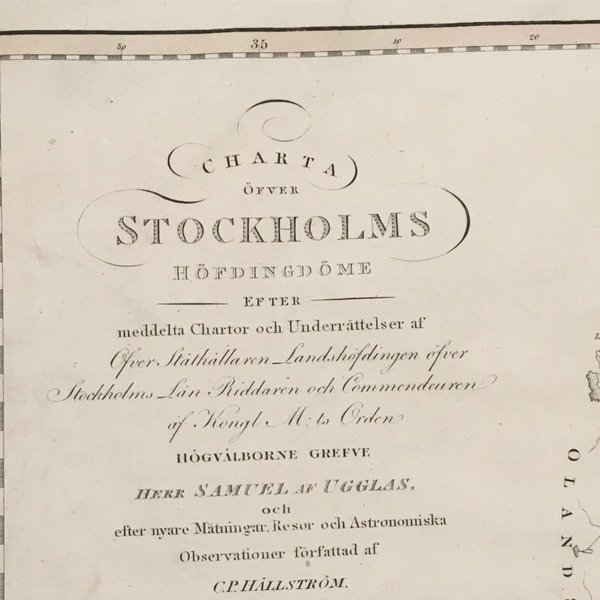 50 35 10 20
CHARTA
ÖFVER
STOCKHOLMS
HÖFDINGDÖME
EFTER
meddelta Chartor och Underrättelser af
Öfver Ståthållaren Landshöfdingen öfver
Stockholms Län Riddaren och Commendeuren
af Kongl M:ts Orden
HÖGVÄLBORNE GREFVE
HERR SAMUEL AF UGGLAS,
och
efter nyare Mätningar, Resor och Astronomiska
Observationer författad af
C.P. HÄLLSTRÖM.
OLANDS